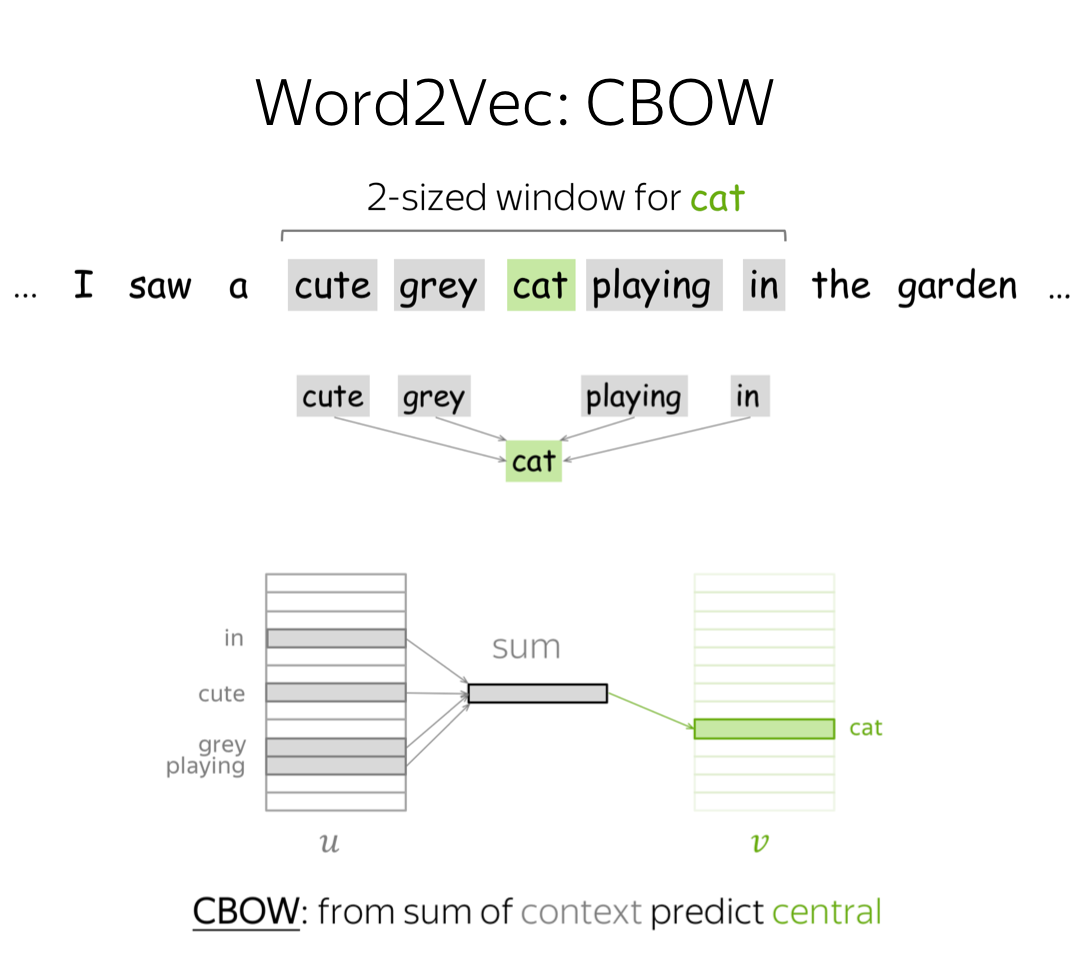 Word2Vec: CBOW
2-sized window for cat
... I saw a cute grey cat playing in the garden ...
cute grey playing in
cat
in
sum
cute
grey
playing
cat
u
v
CBOW: from sum of context predict central